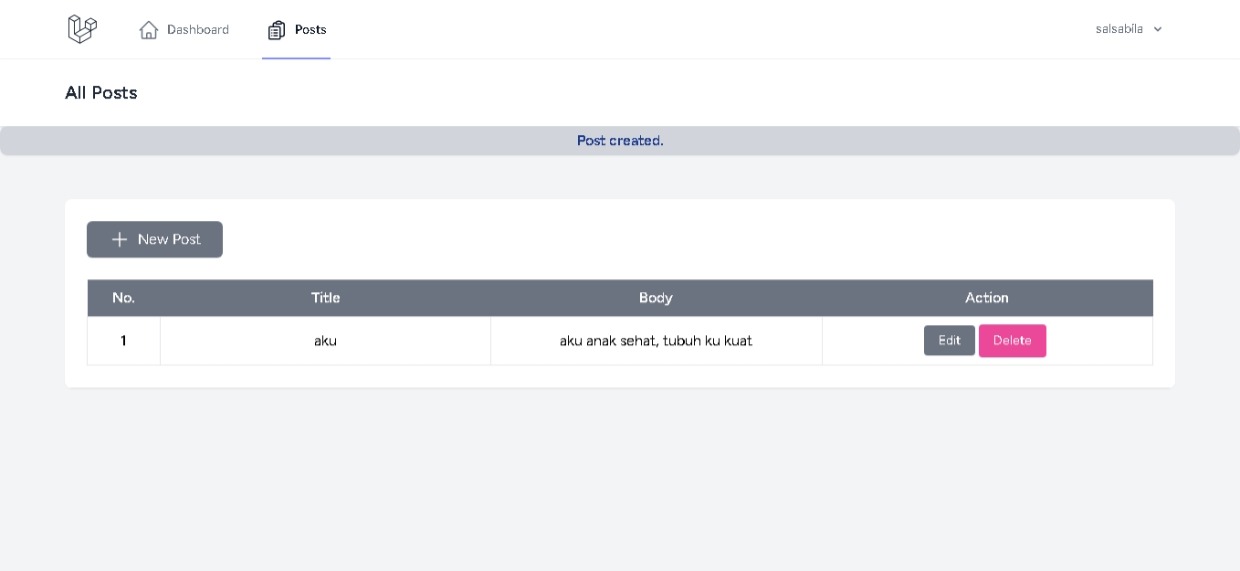 Dashboard Posts salsabila
All Posts
Post created.
New Post
No. Title Body Action
1 aku aku anak sehat, tubuh ku kuat Edit Delete